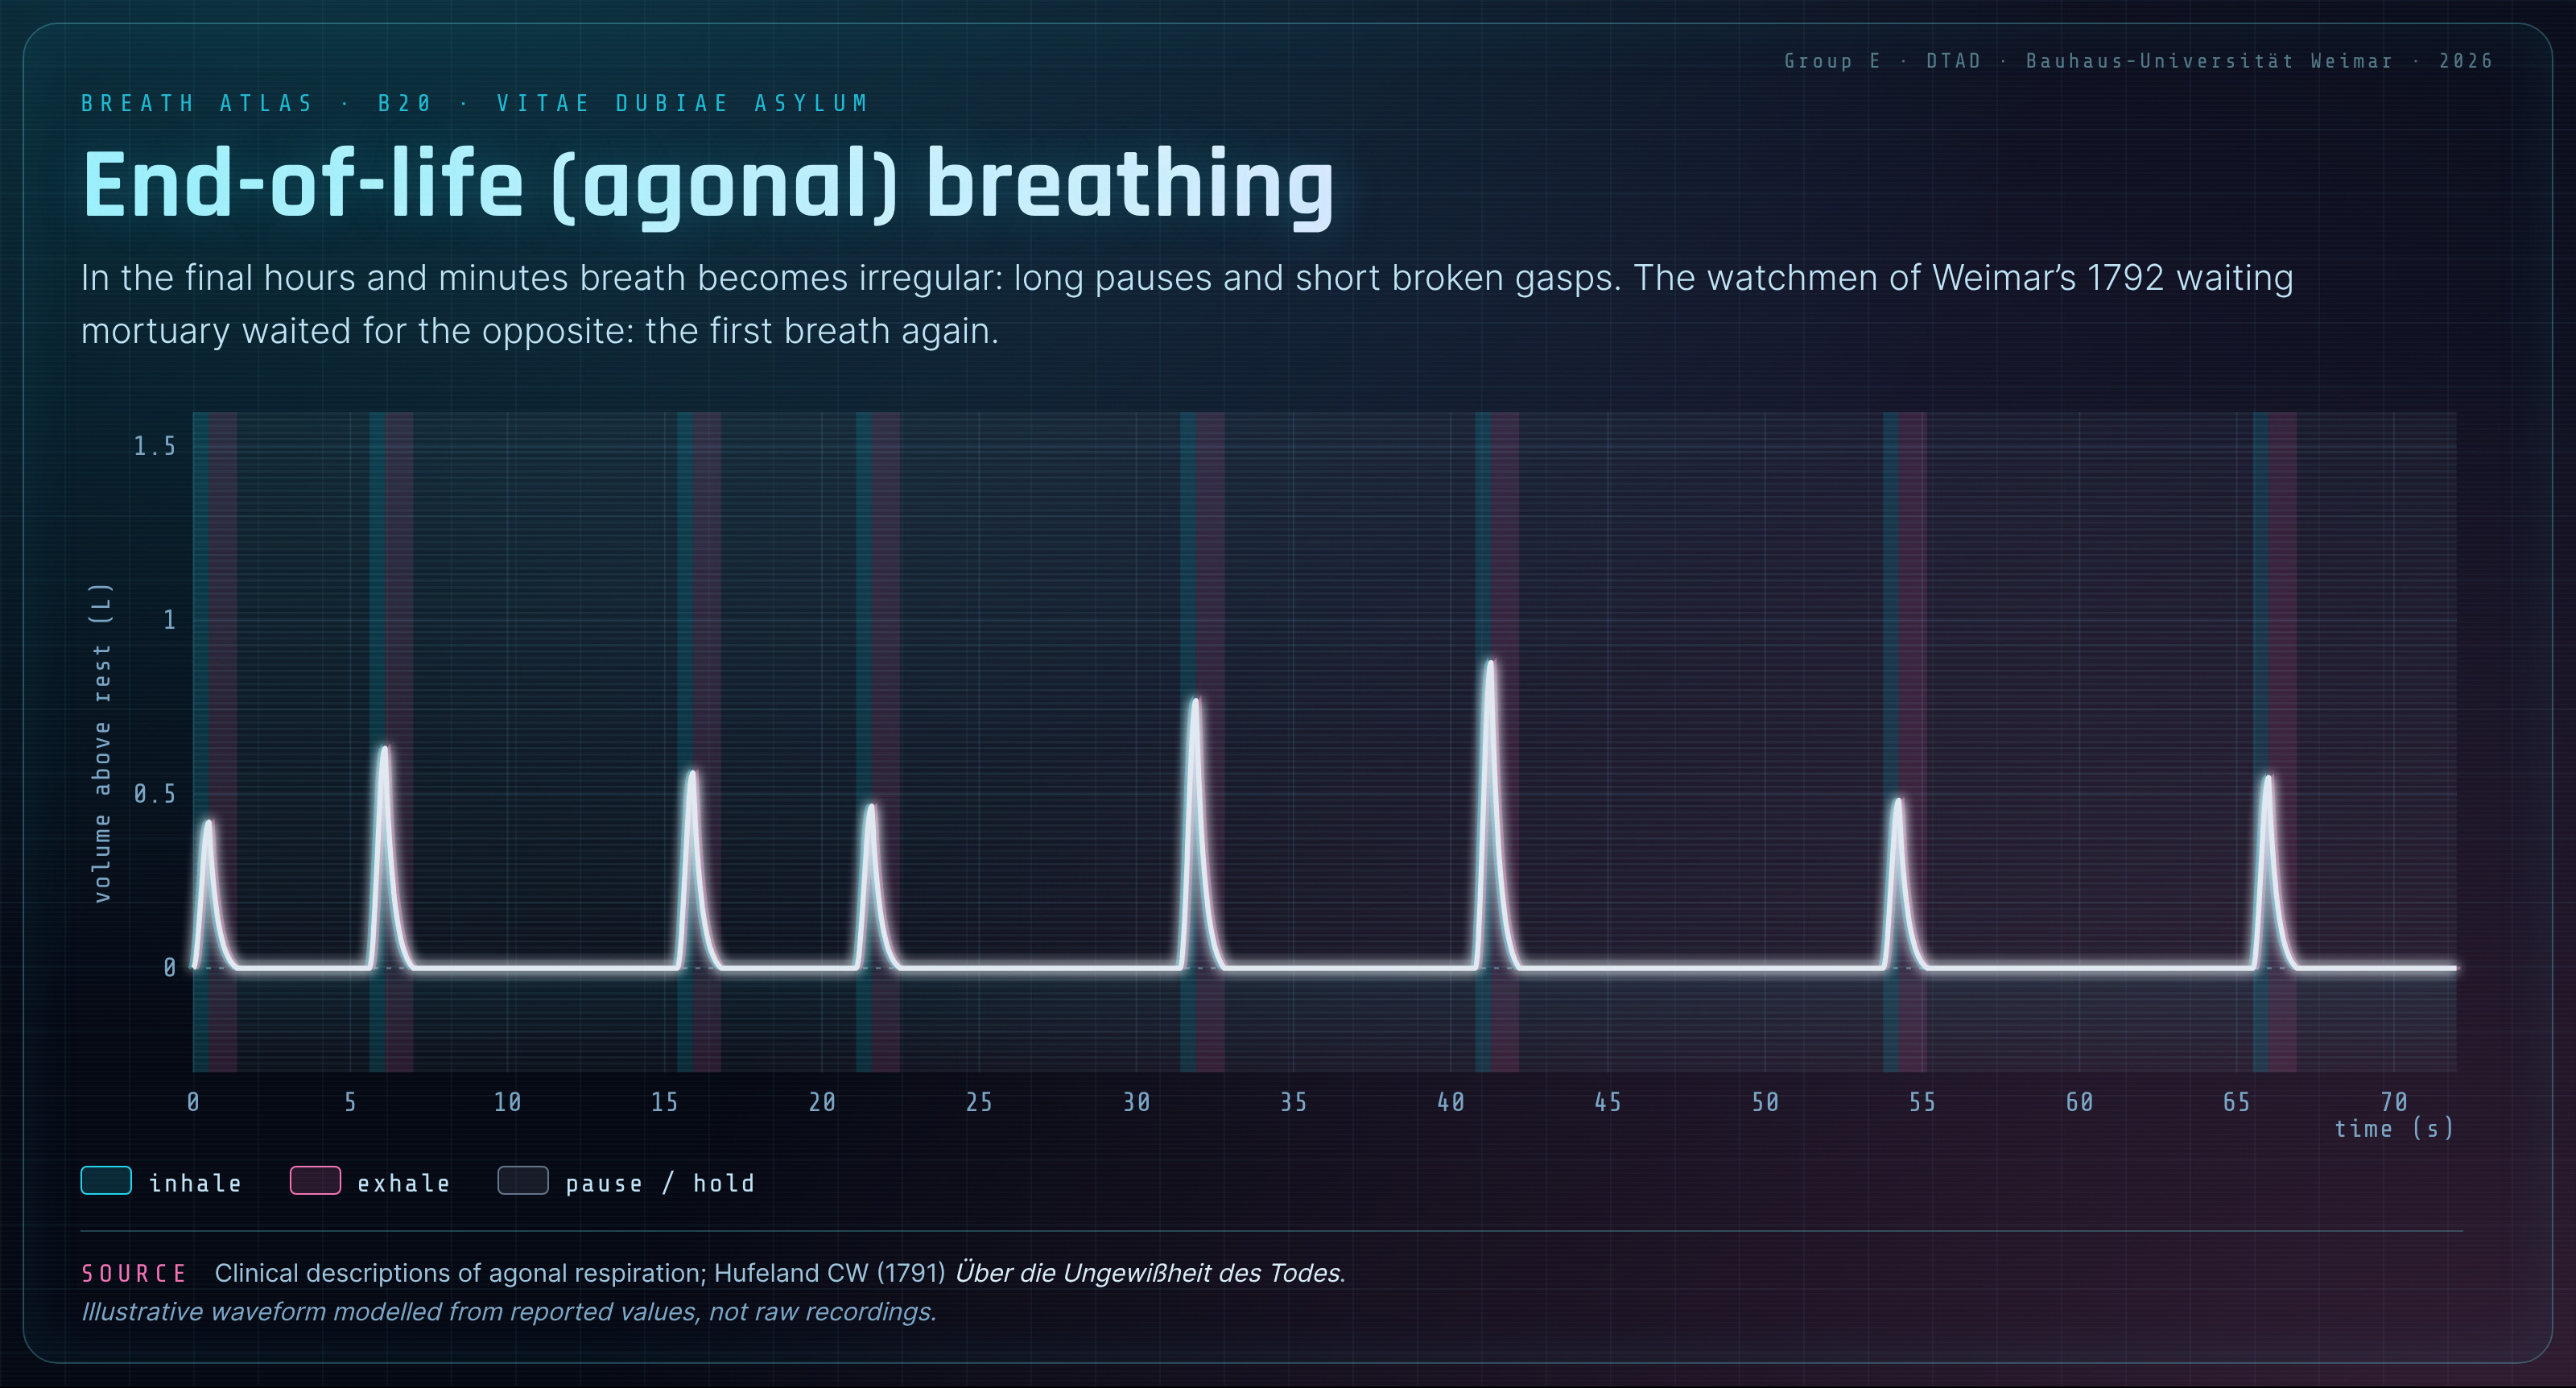 Group E · DTAD · Bauhaus-Universität Weimar · 2026
BREATH ATLAS · B20 · VITAE DUBIAE ASYLUM
End-of-life (agonal) breathing
In the final hours and minutes breath becomes irregular: long pauses and short broken gasps. The watchmen of Weimar’s 1792 waiting
mortuary waited for the opposite: the first breath again.
volume above rest (L)
1.5
1
0.5
0
0 5 10 15 20 25 30 35 40 45 50 55 60 65 70
time (s)
inhale exhale pause / hold
SOURCE Clinical descriptions of agonal respiration; Hufeland CW (1791) Über die Ungewißheit des Todes.
Illustrative waveform modelled from reported values, not raw recordings.